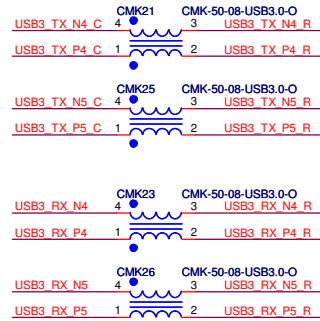 CMK21 CMK-50-08-USB3.0-O
USB3_TX_N4_C 4 3 USB3_TX_N4_R
USB3_TX_P4_C 1 2 USB3_TX_P4_R
CMK25 CMK-50-08-USB3.0-O
USB3_TX_N5_C 4 3 USB3_TX_N5_R
USB3_TX_P5_C 1 2 USB3_TX_P5_R
CMK23 CMK-50-08-USB3.0-O
USB3_RX_N4 4 3 USB3_RX_N4_R
USB3_RX_P4 1 2 USB3_RX_P4_R
CMK26 CMK-50-08-USB3.0-O
USB3_RX_N5 4 3 USB3_RX_N5_R
USB3_RX_P5 1 2 USB3_RX_P5_R